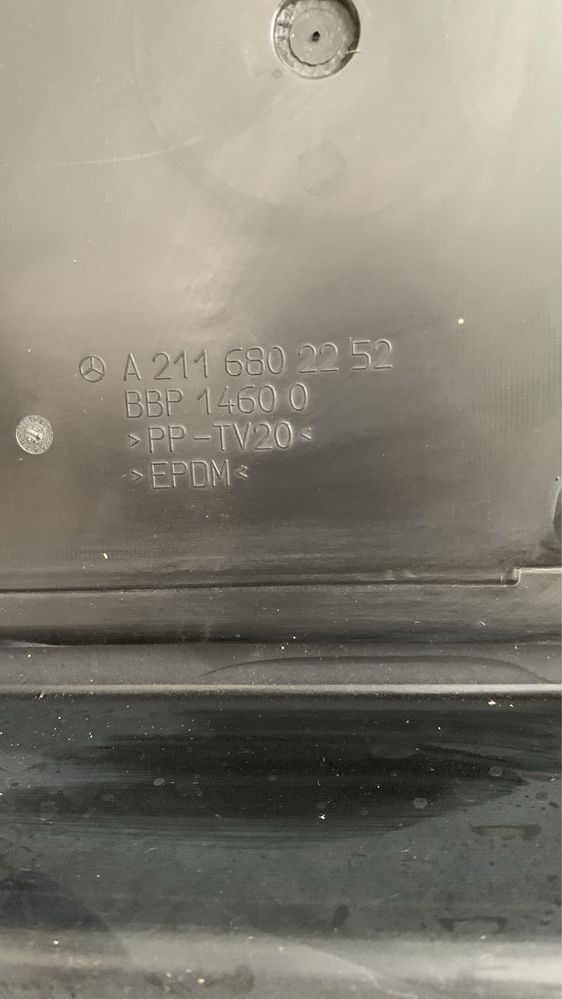 A 211 680 22 52
BBP 1460 0
>PP-TV20<
>EPDM<